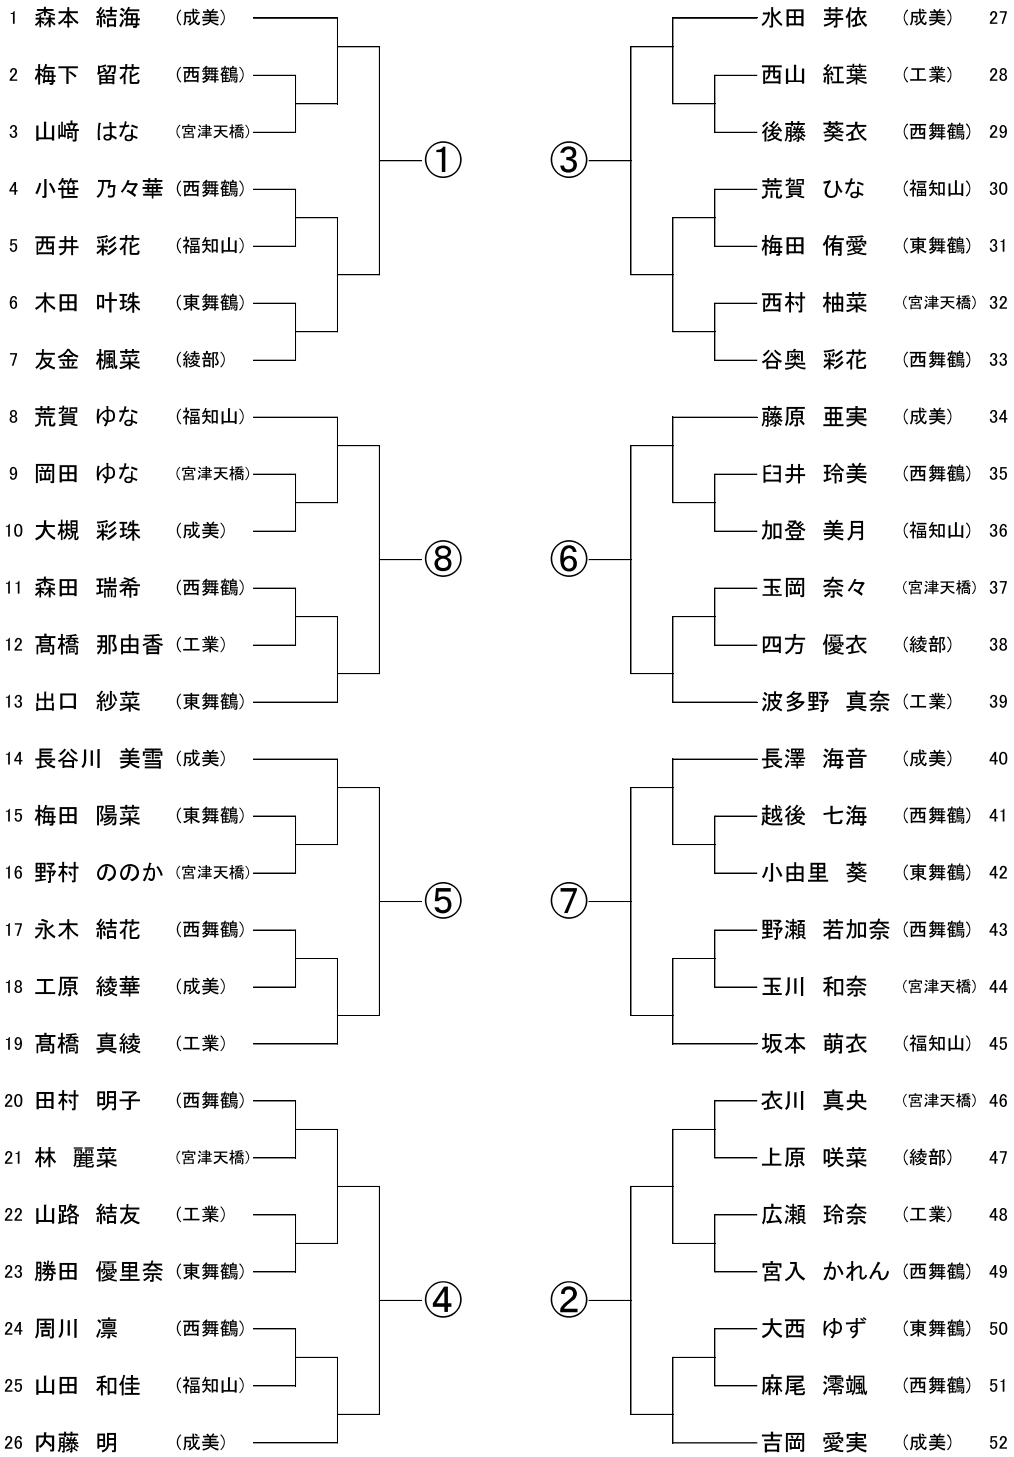 1 森本 結海 (成美)
2 梅下 留花 (西舞鶴)
3 山﨑 はな (宮津天橋)
①
4 小笹 乃々華 (西舞鶴)
5 西井 彩花 (福知山)
6 木田 叶珠 (東舞鶴)
7 友金 楓菜 (綾部)
8 荒賀 ゆな (福知山)
9 岡田 ゆな (宮津天橋)
10 大槻 彩珠 (成美)
⑧
11 森田 瑞希 (西舞鶴)
12 髙橋 那由香 (工業)
13 出口 紗菜 (東舞鶴)
14 長谷川 美雪 (成美)
15 梅田 陽菜 (東舞鶴)
16 野村 ののか (宮津天橋)
⑤
17 永木 結花 (西舞鶴)
18 工原 綾華 (成美)
19 髙橋 真綾 (工業)
20 田村 明子 (西舞鶴)
21 林 麗菜 (宮津天橋)
22 山路 結友 (工業)
23 勝田 優里奈 (東舞鶴)
④
24 周川 凛 (西舞鶴)
25 山田 和佳 (福知山)
26 内藤 明 (成美)
水田 芽依 (成美) 27
西山 紅葉 (工業) 28
後藤 葵衣 (西舞鶴) 29
③
荒賀 ひな (福知山) 30
梅田 侑愛 (東舞鶴) 31
西村 柚菜 (宮津天橋) 32
谷奥 彩花 (西舞鶴) 33
藤原 亜実 (成美) 34
臼井 玲美 (西舞鶴) 35
加登 美月 (福知山) 36
⑥
玉岡 奈々 (宮津天橋) 37
四方 優衣 (綾部) 38
波多野 真奈 (工業) 39
長澤 海音 (成美) 40
越後 七海 (西舞鶴) 41
小由里 葵 (東舞鶴) 42
⑦
野瀬 若加奈 (西舞鶴) 43
玉川 和奈 (宮津天橋) 44
坂本 萌衣 (福知山) 45
衣川 真央 (宮津天橋) 46
上原 咲菜 (綾部) 47
広瀬 玲奈 (工業) 48
宮入 かれん (西舞鶴) 49
②
大西 ゆず (東舞鶴) 50
麻尾 澪颯 (西舞鶴) 51
吉岡 愛実 (成美) 52